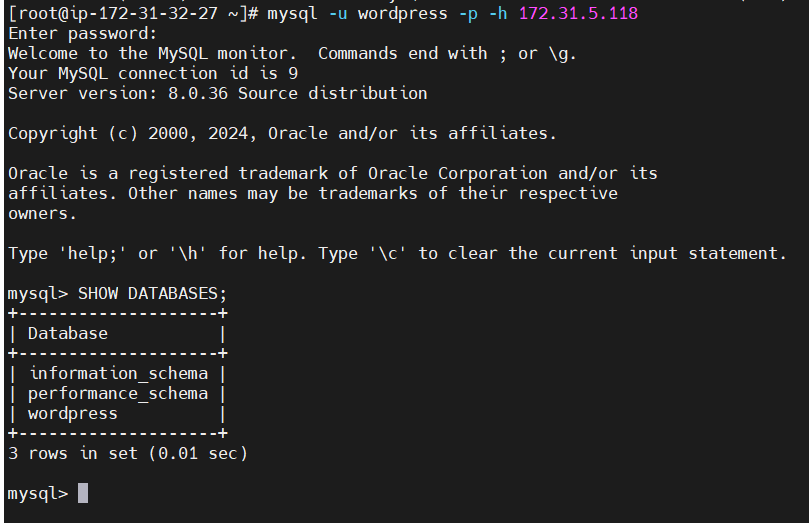 [root@ip-172-31-32-27 ~]# mysql -u wordpress -p -h 172.31.5.118
Enter password:
Welcome to the MySQL monitor.  Commands end with ; or \g.
Your MySQL connection id is 9
Server version: 8.0.36 Source distribution

Copyright (c) 2000, 2024, Oracle and/or its affiliates.

Oracle is a registered trademark of Oracle Corporation and/or its
affiliates. Other names may be trademarks of their respective
owners.

Type 'help;' or '\h' for help. Type '\c' to clear the current input statement.

mysql> SHOW DATABASES;
+--------------------+
| Database           |
+--------------------+
| information_schema |
| performance_schema |
| wordpress          |
+--------------------+
3 rows in set (0.01 sec)

mysql>